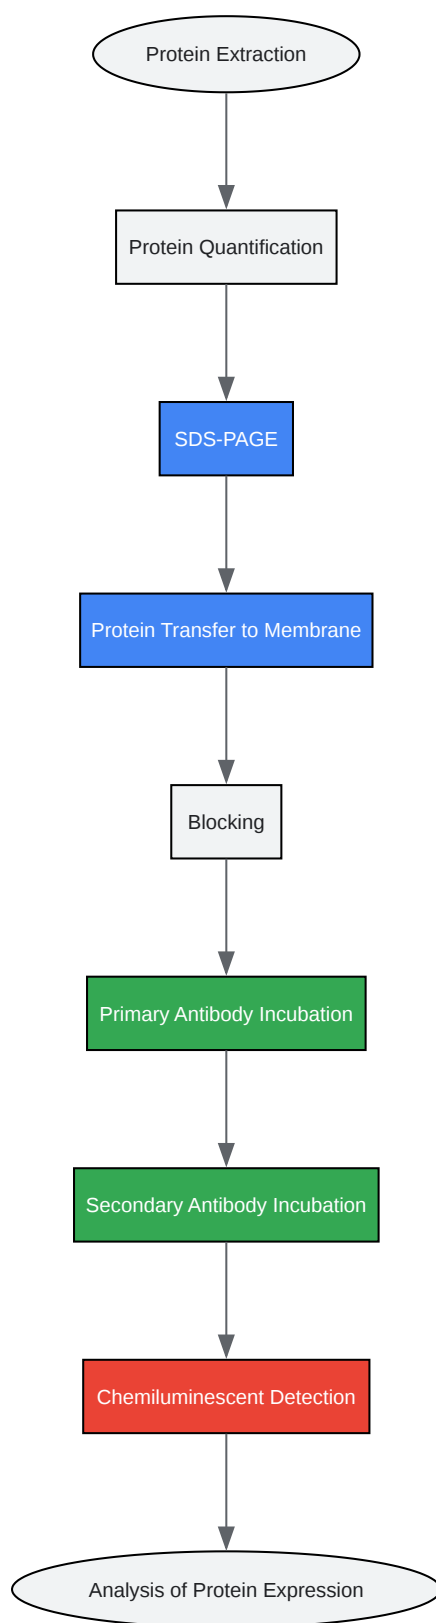 Protein Extraction
Protein Quantification
SDS-PAGE
Protein Transfer to Membrane
Blocking
Primary Antibody Incubation
Secondary Antibody Incubation
Chemiluminescent Detection
Analysis of Protein Expression